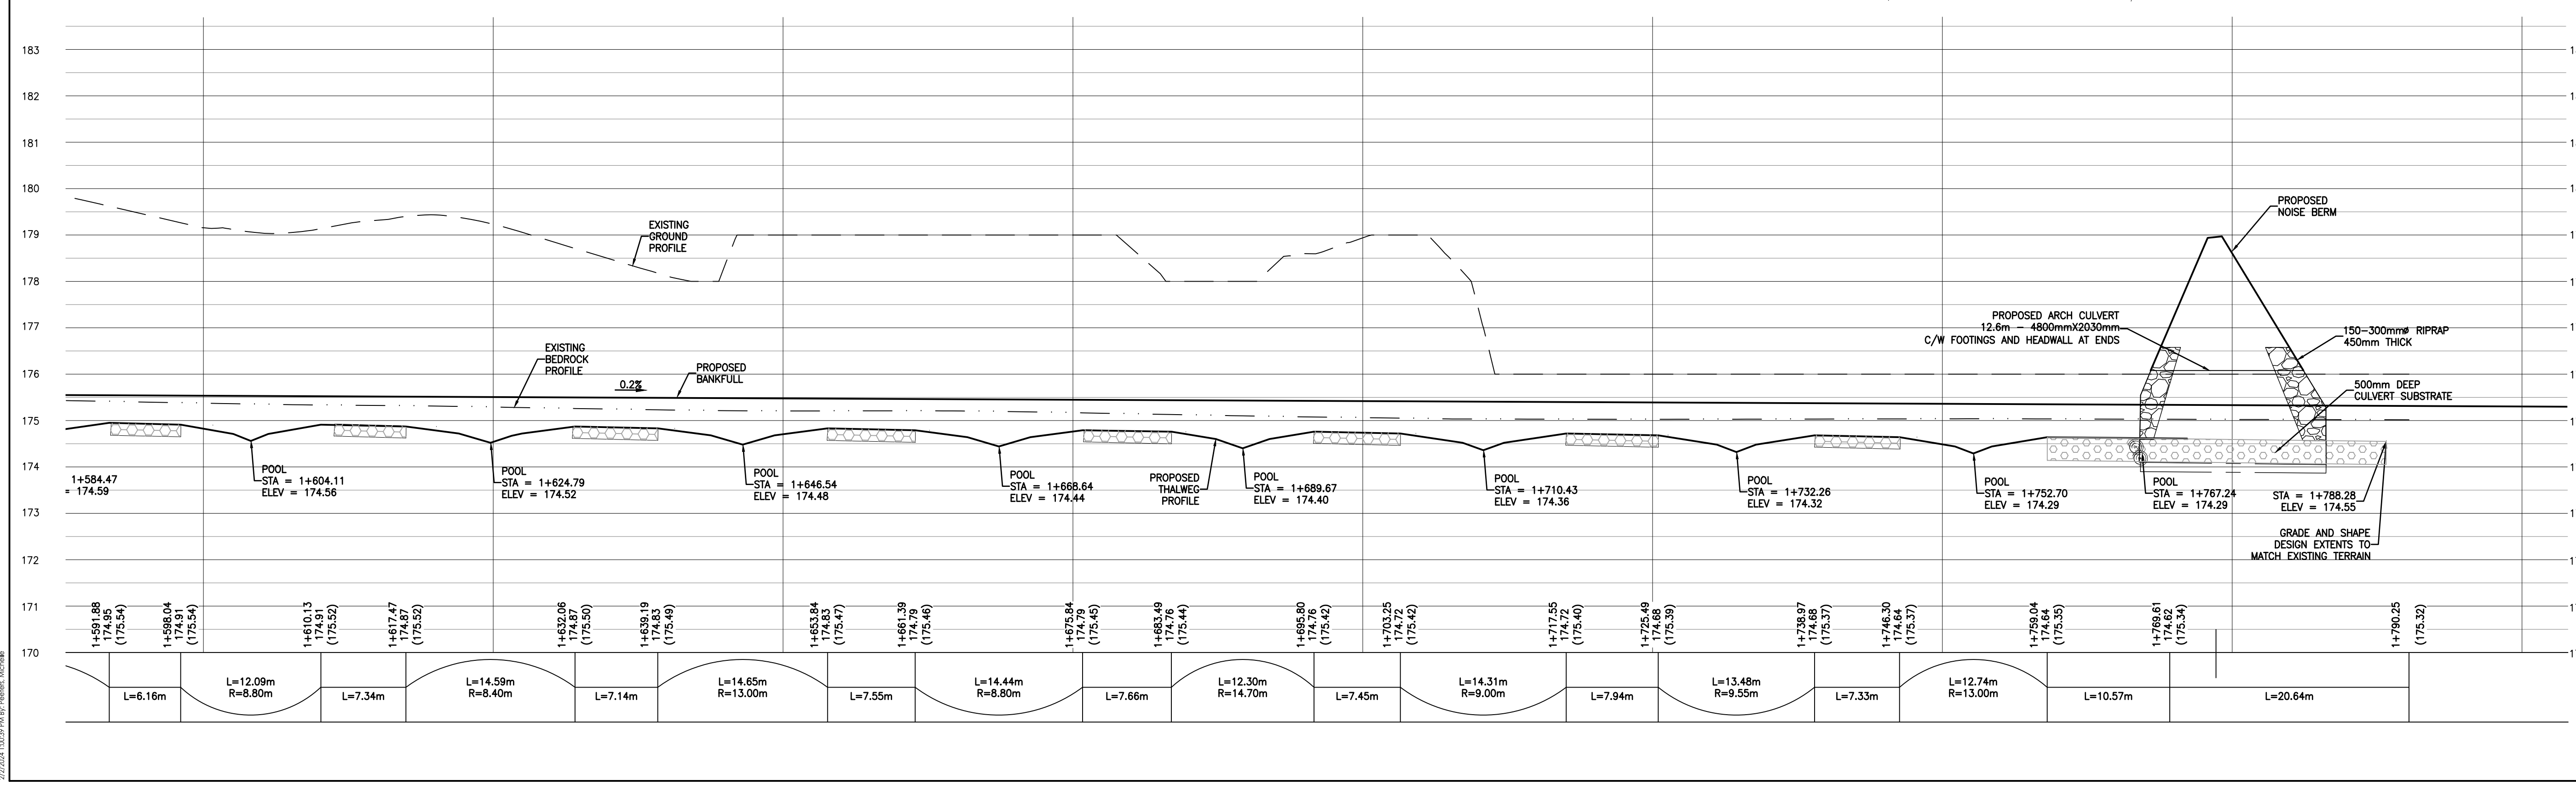 183
182
181
180
179
178
177
176
175
174
173
172
171
170
EXISTING
GROUND
PROFILE
EXISTING
BEDROCK
PROFILE
0.2%
PROPOSED
BANKFULL
PROPOSED
NOISE BERM
PROPOSED ARCH CULVERT
12.6m - 4800mmX2030mm
C/W FOOTINGS AND HEADWALL AT ENDS
150-300mmø RIPRAP
450mm THICK
500mm DEEP
CULVERT SUBSTRATE
1+584.47
= 174.59
POOL
STA = 1+604.11
ELEV = 174.56
POOL
STA = 1+624.79
ELEV = 174.52
POOL
STA = 1+646.54
ELEV = 174.48
POOL
STA = 1+668.64
ELEV = 174.44
PROPOSED
THALWEG
PROFILE
POOL
STA = 1+689.67
ELEV = 174.40
POOL
STA = 1+710.43
ELEV = 174.36
POOL
STA = 1+732.26
ELEV = 174.32
POOL
STA = 1+752.70
ELEV = 174.29
POOL
STA = 1+767.24
ELEV = 174.29
STA = 1+788.28
ELEV = 174.55
GRADE AND SHAPE
DESIGN EXTENTS TO
MATCH EXISTING TERRAIN
1+591.88
174.95
(175.54)
1+598.04
174.91
(175.54)
1+610.13
174.91
(175.52)
1+617.47
174.87
(175.52)
1+632.06
174.87
(175.50)
1+639.19
174.83
(175.49)
1+653.84
174.83
(175.47)
1+661.39
174.79
(175.46)
1+675.84
174.79
(175.45)
1+683.49
174.76
(175.44)
1+695.80
174.76
(175.42)
1+703.25
174.72
(175.42)
1+717.55
174.72
(175.40)
1+725.49
174.68
(175.39)
1+738.97
174.68
(175.37)
1+746.30
174.64
(175.37)
1+759.04
174.64
(175.35)
1+769.61
174.62
(175.34)
1+790.25
(175.32)
L=6.16m
L=12.09m
R=8.80m
L=7.34m
L=14.59m
R=8.40m
L=7.14m
L=14.65m
R=13.00m
L=7.55m
L=14.44m
R=8.80m
L=7.66m
L=12.30m
R=14.70m
L=7.45m
L=14.31m
R=9.00m
L=7.94m
L=13.48m
R=9.55m
L=7.33m
L=12.74m
R=13.00m
L=10.57m
L=20.64m